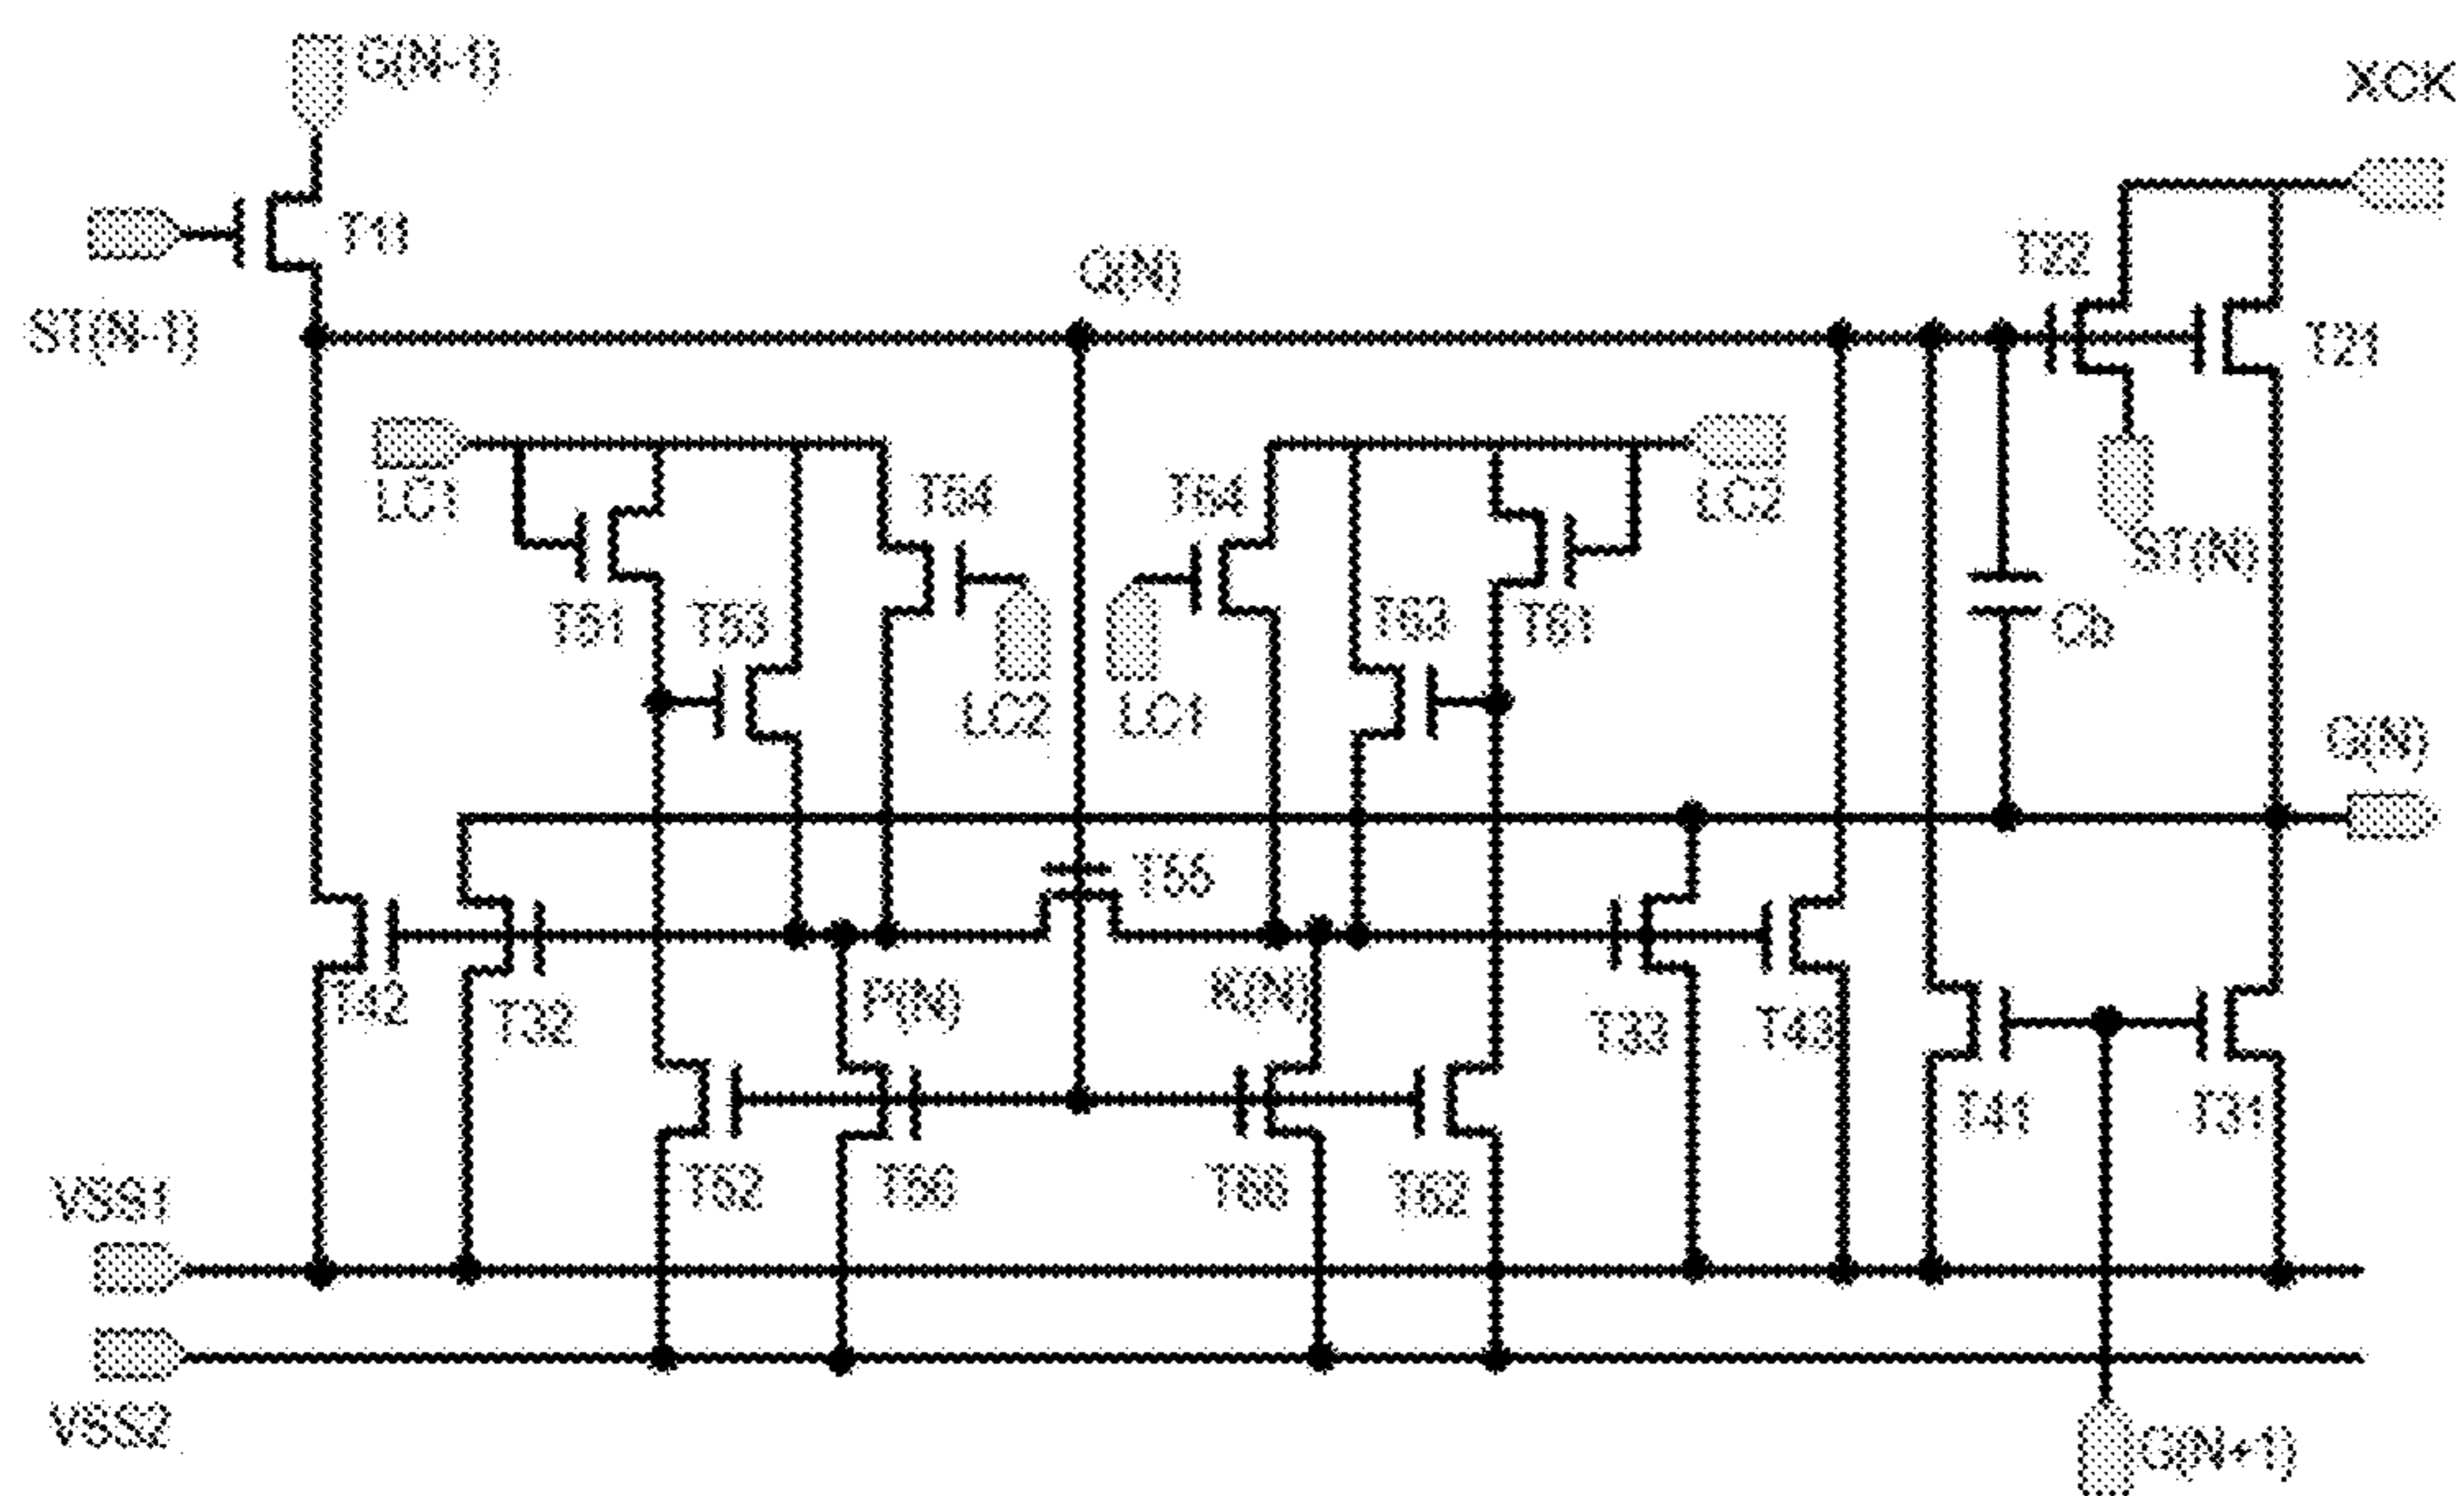 G(N-1)
XCK
T11
T22
ST(N-1)
Q(N)
T21
LC1
T54
T64
LC2
ST(N)
T51
T53
T63
T61
Cb
LC2
LC1
G(N)
T55
T42
T32
P(N)
K(N)
T33
T43
T41
T31
T52
T56
T66
T62
VSS1
VSS2
G(N+1)